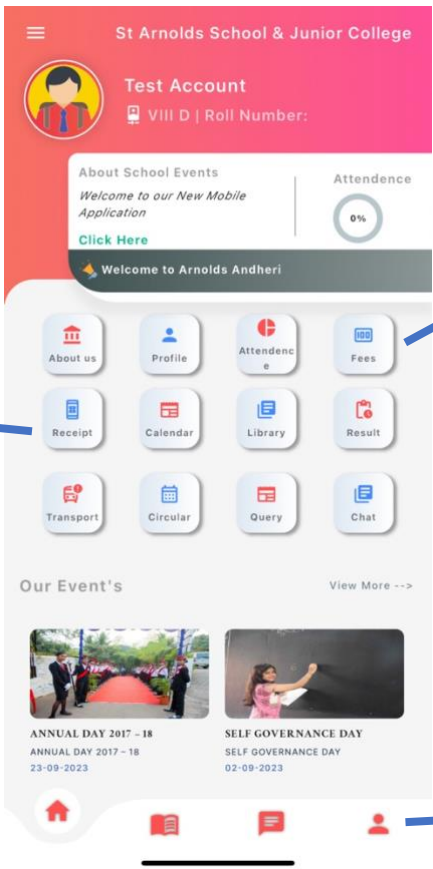 St Arnolds School & Junior College
Test Account
VIII D | Roll Number:
About School Events
Welcome to our New Mobile
Application
Click Here
Attendence
0%
Welcome to Arnolds Andheri
About us
Profile
Attendenc
e
Fees
Receipt
Calendar
Library
Result
Transport
Circular
Query
Chat
Our Event's
View More -->
ANNUAL DAY 2017 – 18
ANNUAL DAY 2017 – 18
23-09-2023
SELF GOVERNANCE DAY
SELF GOVERNANCE DAY
02-09-2023